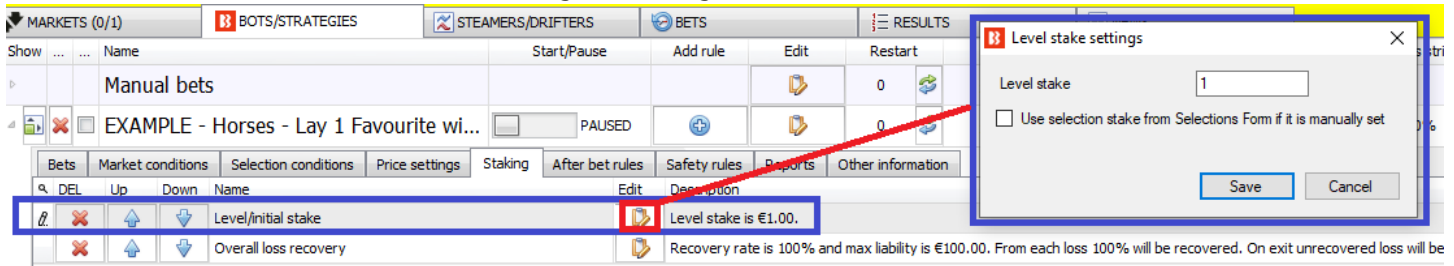 MARKETS (0/1) BOTS/STRATEGIES STEAMERS/DRIFTERS BETS RESULTS
Show ... ... Name Start/Pause Add rule Edit Restart
Manual bets 0
EXAMPLE - Horses - Lay 1 Favourite wi... PAUSED 0
Bets Market conditions Selection conditions Price settings Staking After bet rules Safety rules Reports Other information
DEL Up Down Name Edit Description
Level/initial stake Level stake is €1.00.
Overall loss recovery Recovery rate is 100% and max liability is €100.00. From each loss 100% will be recovered. On exit unrecovered loss will be
Level stake settings
Level stake 1
Use selection stake from Selections Form if it is manually set
Save Cancel